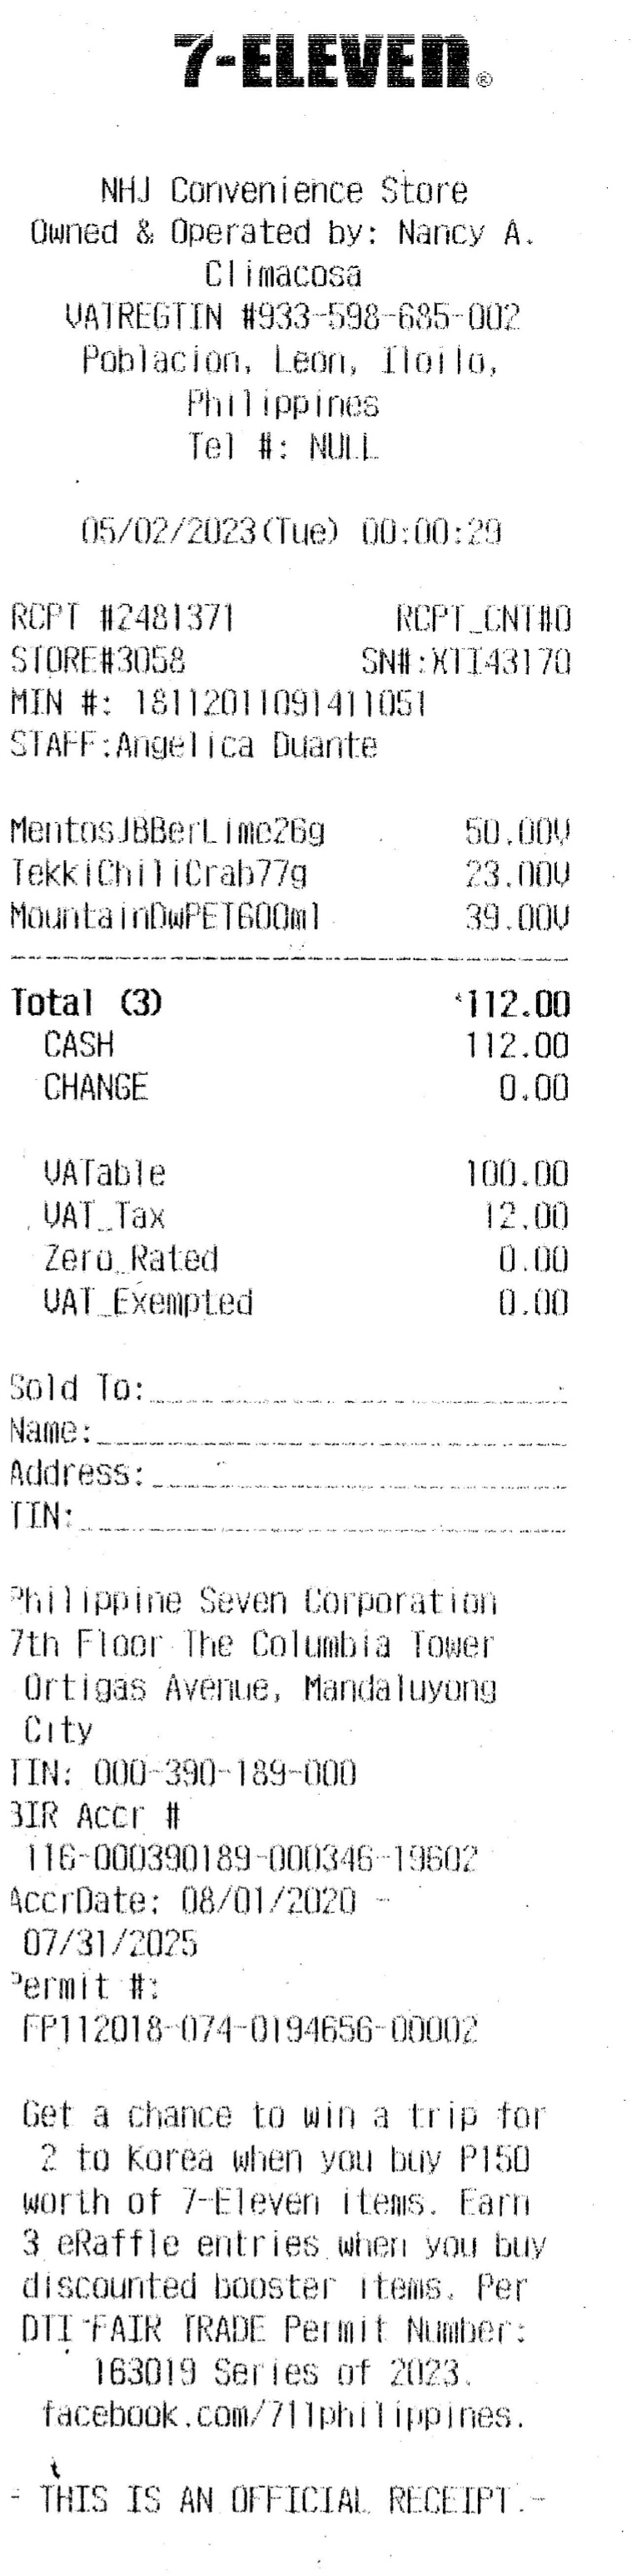 7-ELEVEN®
NHJ Convenience Store
Owned & Operated by: Nancy A.
Climacosa
VATREGTIN #933-598-685-002
Poblacion, Leon, Iloilo,
Philippines
Tel #: NULL
05/02/2023(Tue) 00:00:29
RCPT #2481371 RCPT_CNT#0
STORE#3058 SN#:XTI43170
MIN #: 18112011091411051
STAFF:Angelica Duante
MentosJBBerLime26g 50.00V
TekkiChiliCrab77g 23.00V
MountainDwPET600ml 39.00V
Total (3) 112.00
CASH 112.00
CHANGE 0.00
VATable 100.00
VAT_Tax 12.00
Zero_Rated 0.00
VAT_Exempted 0.00
Sold To:
Name:
Address:
TIN:
Philippine Seven Corporation
7th Floor The Columbia Tower
Ortigas Avenue, Mandaluyong
City
TIN: 000-390-189-000
BIR Accr #
116-000390189-000346-19602
AccrDate: 08/01/2020 -
07/31/2025
Permit #:
FP112018-074-0194656-00002
Get a chance to win a trip for
2 to Korea when you buy P150
worth of 7-Eleven items. Earn
3 eRaffle entries when you buy
discounted booster items. Per
DTI FAIR TRADE Permit Number:
163019 Series of 2023.
facebook.com/711philippines.
- THIS IS AN OFFICIAL RECEIPT.-